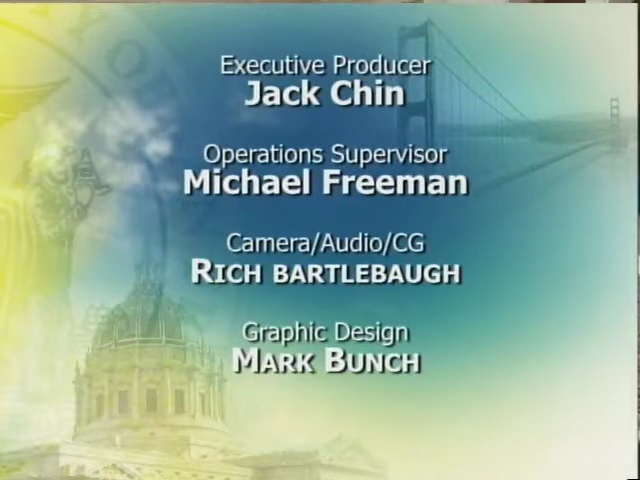 Executive Producer
Jack Chin
Operations Supervisor
Michael Freeman
Camera/Audio/CG
RICH BARTLEBAUGH
Graphic Design
MARK BUNCH